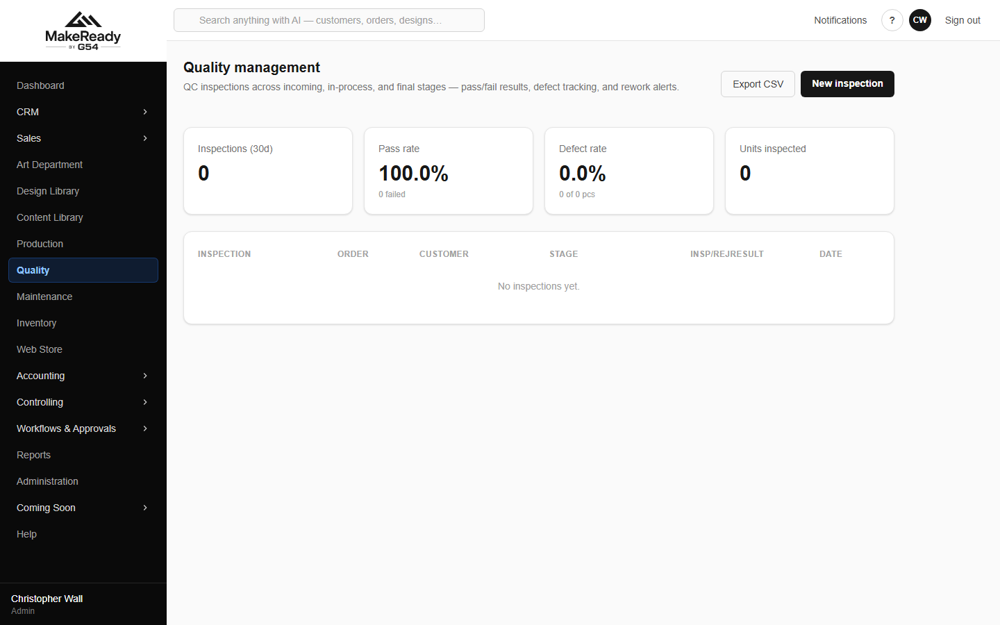 MakeReady
BY G54
Search anything with AI — customers, orders, designs...
Notifications
?
CW
Sign out
Dashboard
CRM
Sales
Art Department
Design Library
Content Library
Production
Quality
Maintenance
Inventory
Web Store
Accounting
Controlling
Workflows & Approvals
Reports
Administration
Coming Soon
Help
Christopher Wall
Admin
Quality management
QC inspections across incoming, in-process, and final stages — pass/fail results, defect tracking, and rework alerts.
Export CSV
New inspection
Inspections (30d)
0
Pass rate
100.0%
0 failed
Defect rate
0.0%
0 of 0 pcs
Units inspected
0
INSPECTION ORDER CUSTOMER STAGE INSP/REJ RESULT DATE
No inspections yet.